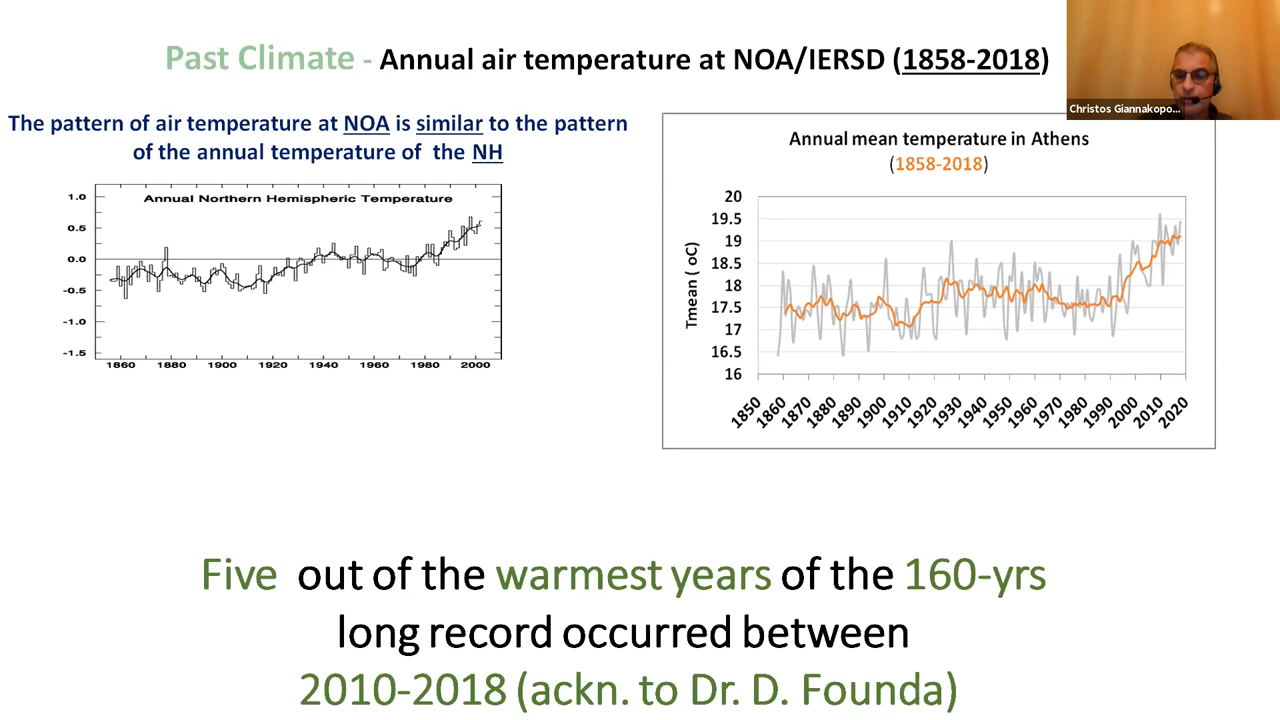 Past Climate - Annual air temperature at NOA/IERSD (1858-2018)
Christos Giannakopo...
The pattern of air temperature at NOA is similar to the pattern
of the annual temperature of the NH
Annual Northern Hemispheric Temperature
1.0
0.5
0.0
-0.5
-1.0
-1.5
1860 1880 1900 1920 1940 1960 1980 2000
Annual mean temperature in Athens
(1858-2018)
Tmean ( oC)
20
19.5
19
18.5
18
17.5
17
16.5
16
1850 1860 1870 1880 1890 1900 1910 1920 1930 1940 1950 1960 1970 1980 1990 2000 2010 2020
Five out of the warmest years of the 160-yrs
long record occurred between
2010-2018 (ackn. to Dr. D. Founda)